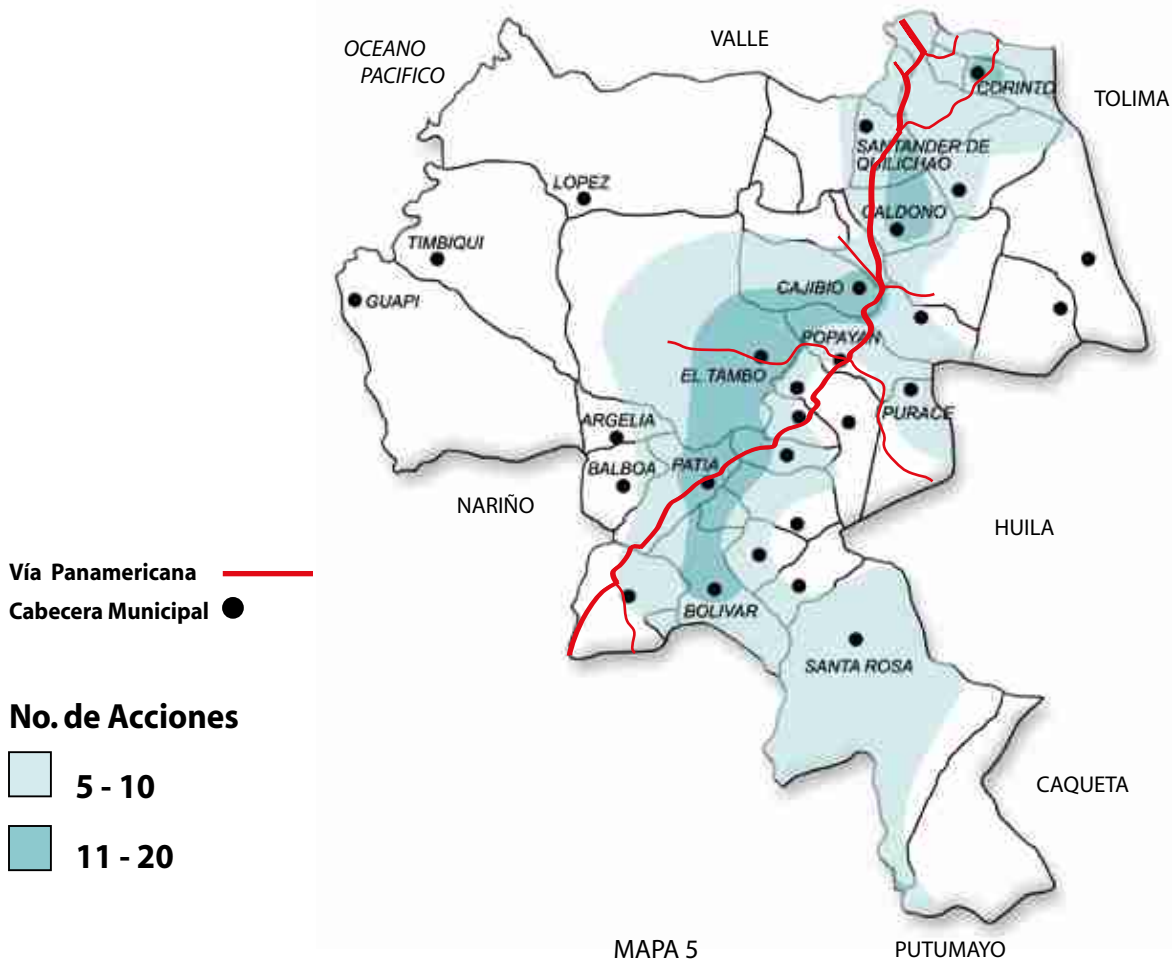 VALLE
OCEANO
PACIFICO
CORINTO
TOLIMA
SANTANDER DE
QUILICHAO
LOPEZ
CALDONO
TIMBIQUI
CAJIBIO
GUAPI
POPAYAN
EL TAMBO
PURACE
ARGELIA
BALBOA
PATIA
NARIÑO
HUILA
Vía Panamericana
Cabecera Municipal
BOLIVAR
SANTA ROSA
No. de Acciones
5 - 10
CAQUETA
11 - 20
MAPA 5
PUTUMAYO